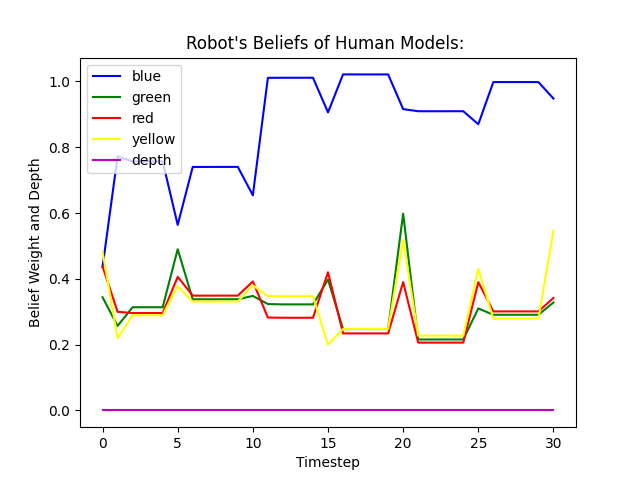 Robot's Beliefs of Human Models:
blue
green
red
yellow
depth
1.0
0.8
0.6
0.4
0.2
0.0
Belief Weight and Depth
0 5 10 15 20 25 30
Timestep